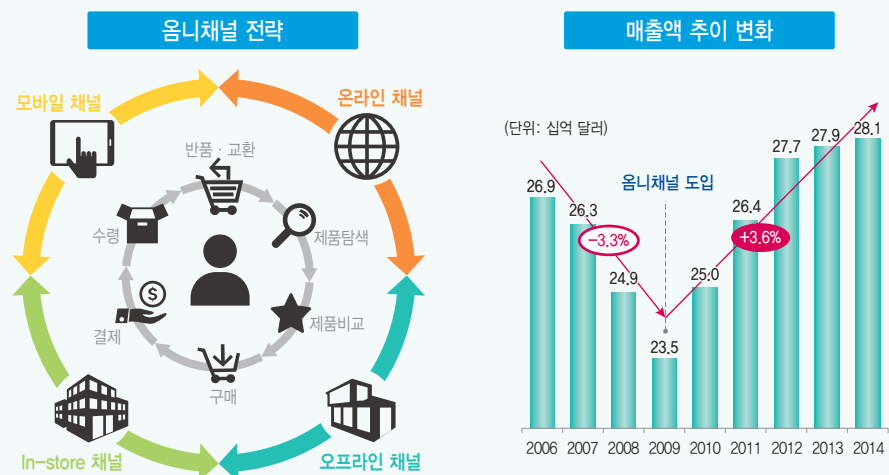 옴니채널 전략
모바일 채널
온라인 채널
반품 · 교환
수령
제품탐색
$
결제
제품비교
구매
In-store 채널
오프라인 채널
매출액 추이 변화
(단위: 십억 달러)
옴니채널 도입
26.9
26.3
24.9
23.5
25.0
26.4
27.7
27.9
28.1
-3.3%
+3.6%
2006 2007 2008 2009 2010 2011 2012 2013 2014